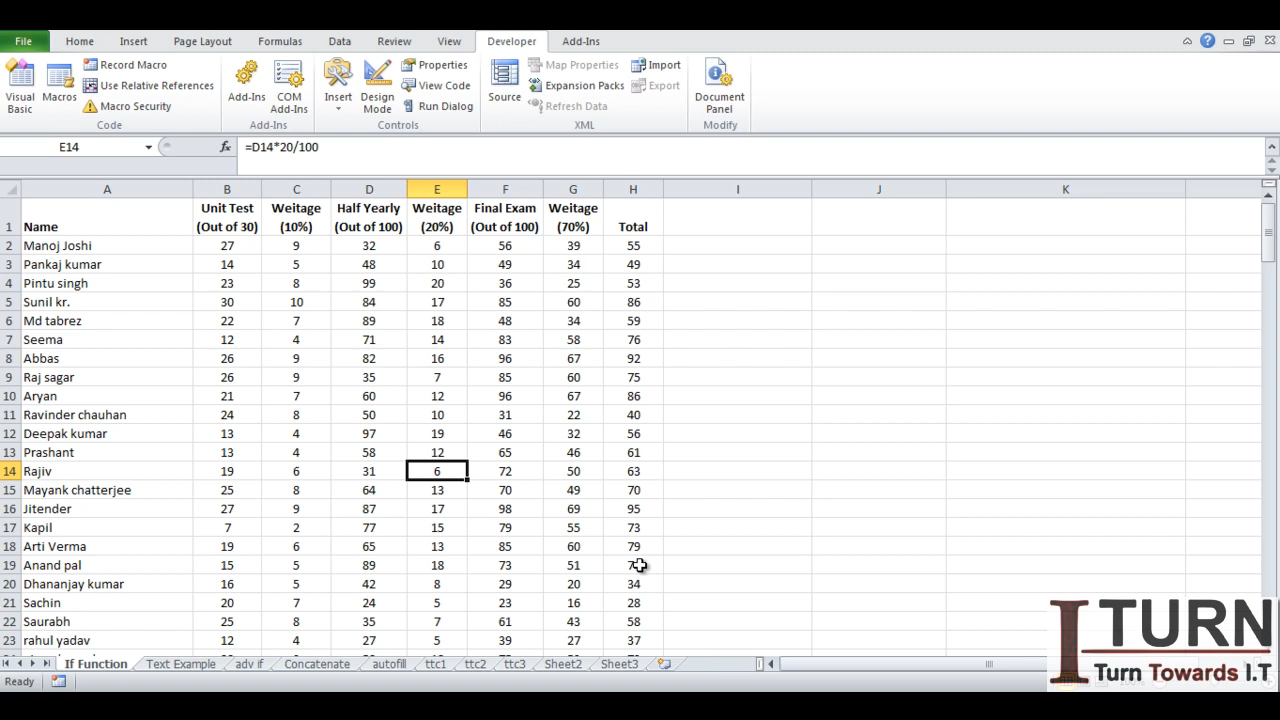 File Home Insert Page Layout Formulas Data Review View Developer Add-Ins
Visual Basic Macros Record Macro Use Relative References Macro Security Add-Ins COM Add-Ins Insert Design Mode Properties View Code Run Dialog Source Map Properties Expansion Packs Refresh Data Import Export Document Panel
Code Add-Ins Controls XML Modify
E14 fx =D14*20/100
A B C D E F G H I J K
1 Name Unit Test (Out of 30) Weitage (10%) Half Yearly (Out of 100) Weitage (20%) Final Exam (Out of 100) Weitage (70%) Total
2 Manoj Joshi 27 9 32 6 56 39 55
3 Pankaj kumar 14 5 48 10 49 34 49
4 Pintu singh 23 8 99 20 36 25 53
5 Sunil kr. 30 10 84 17 85 60 86
6 Md tabrez 22 7 89 18 48 34 59
7 Seema 12 4 71 14 83 58 76
8 Abbas 26 9 82 16 96 67 92
9 Raj sagar 26 9 35 7 85 60 75
10 Aryan 21 7 60 12 96 67 86
11 Ravinder chauhan 24 8 50 10 31 22 40
12 Deepak kumar 13 4 97 19 46 32 56
13 Prashant 13 4 58 12 65 46 61
14 Rajiv 19 6 31 6 72 50 63
15 Mayank chatterjee 25 8 64 13 70 49 70
16 Jitender 27 9 87 17 98 69 95
17 Kapil 7 2 77 15 79 55 73
18 Arti Verma 19 6 65 13 85 60 79
19 Anand pal 15 5 89 18 73 51
20 Dhananjay kumar 16 5 42 8 29 20 34
21 Sachin 20 7 24 5 23 16 28
22 Saurabh 25 8 35 7 61 43 58
23 rahul yadav 12 4 27 5 39 27 37
If Function Text Example adv if Concatenate autofill ttc1 ttc2 ttc3 Sheet2 Sheet3
Ready
I TURN
Turn Towards I.T